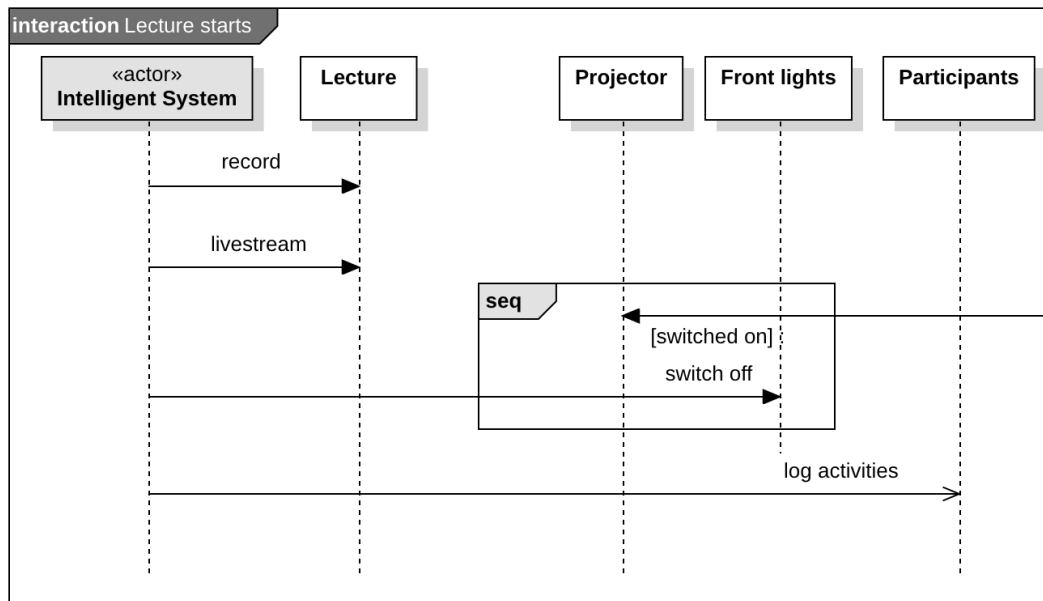 interaction Lecture starts
«actor»
Intelligent System
Lecture
Projector
Front lights
Participants
record
livestream
seq
[switched on] :
switch off
log activities